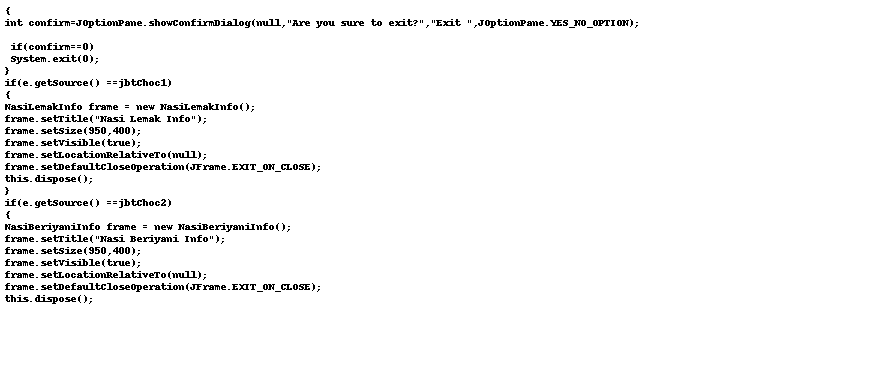 {
int confirm=JOptionPane.showConfirmDialog(null,"Are you sure to exit?","Exit ",JOptionPane.YES_NO_OPTION);
if(confirm==0)
System.exit(0);
}
if(e.getSource() ==jbtChoc1)
{
NasiLemakInfo frame = new NasiLemakInfo();
frame.setTitle("Nasi Lemak Info");
frame.setSize(950,400);
frame.setVisible(true);
frame.setLocationRelativeTo(null);
frame.setDefaultCloseOperation(JFrame.EXIT_ON_CLOSE);
this.dispose();
}
if(e.getSource() ==jbtChoc2)
{
NasiBeriyaniInfo frame = new NasiBeriyaniInfo();
frame.setTitle("Nasi Beriyani Info");
frame.setSize(950,400);
frame.setVisible(true);
frame.setLocationRelativeTo(null);
frame.setDefaultCloseOperation(JFrame.EXIT_ON_CLOSE);
this.dispose();